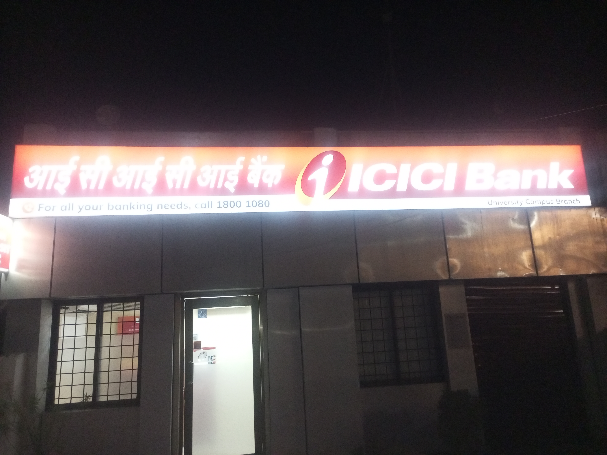 आई सी आई सी आई बैंक i ICICI Bank
For all your banking needs, call 1800 1080
University Campus Branch